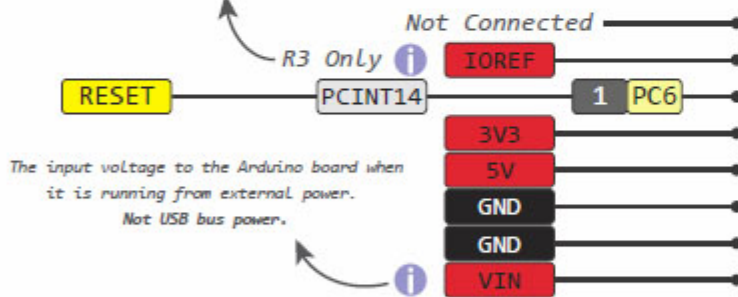 Not Connected
R3 Only i IOREF
RESET PCINT14 1 PC6
3V3
The input voltage to the Arduino board when
5V
it is running from external power.
GND
Not USB bus power.
GND
i VIN